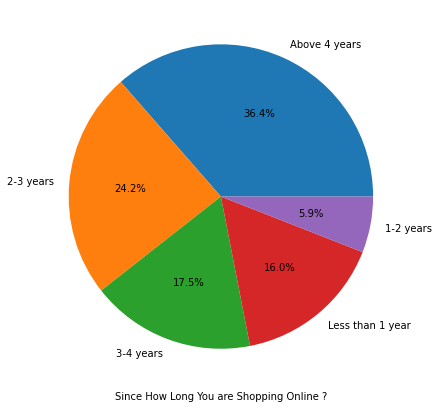 Above 4 years
36.4%
2-3 years
24.2%
5.9%
1-2 years
16.0%
17.5%
Less than 1 year
3-4 years
Since How Long You are Shopping Online ?